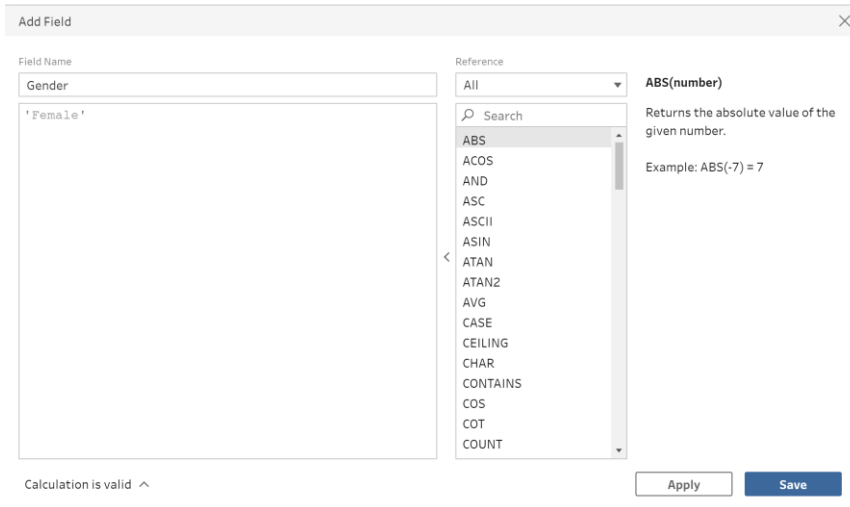 Add Field
Field Name
Gender
'Female'
Reference
All
Search
ABS
ACOS
AND
ASC
ASCII
ASIN
ATAN
ATAN2
AVG
CASE
CEILING
CHAR
CONTAINS
COS
COT
COUNT
ABS(number)
Returns the absolute value of the
given number.
Example: ABS(-7) = 7
Calculation is valid
Apply
Save